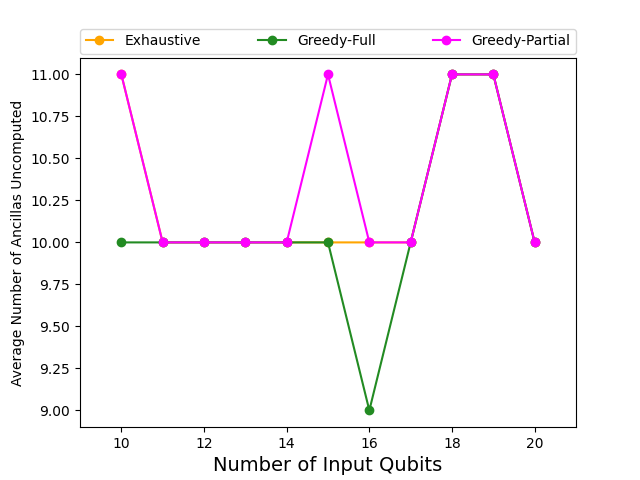 Exhaustive Greedy-Full Greedy-Partial
11.00
10.75
10.50
10.25
10.00
9.75
9.50
9.25
9.00
Average Number of Ancillas Uncomputed
10 12 14 16 18 20
Number of Input Qubits